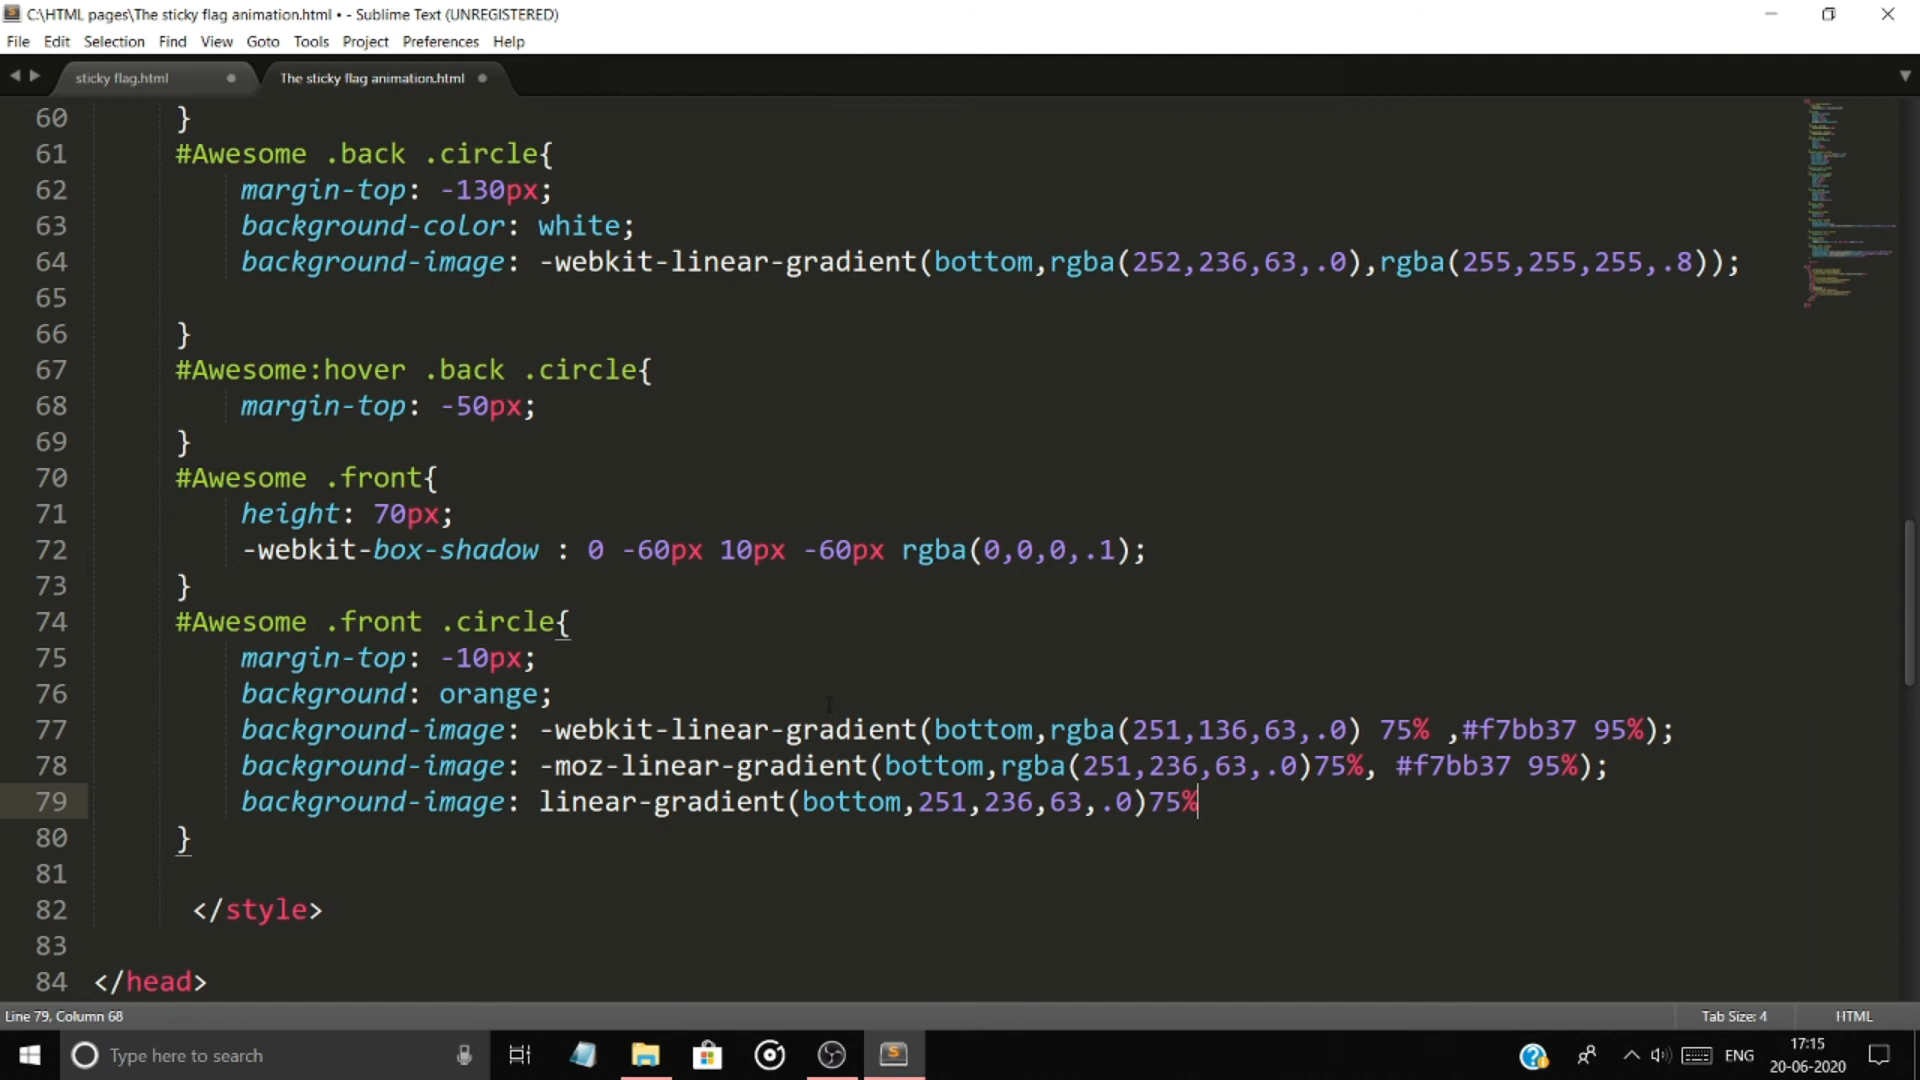 C:\HTML pages\The sticky flag animation.html • - Sublime Text (UNREGISTERED)
File Edit Selection Find View Goto Tools Project Preferences Help
sticky flag.html The sticky flag animation.html
60 }
61 #Awesome .back .circle{
62 margin-top: -130px;
63 background-color: white;
64 background-image: -webkit-linear-gradient(bottom,rgba(252,236,63,.0),rgba(255,255,255,.8));
65
66 }
67 #Awesome:hover .back .circle{
68 margin-top: -50px;
69 }
70 #Awesome .front{
71 height: 70px;
72 -webkit-box-shadow : 0 -60px 10px -60px rgba(0,0,0,.1);
73 }
74 #Awesome .front .circle{
75 margin-top: -10px;
76 background: orange;
77 background-image: -webkit-linear-gradient(bottom,rgba(251,136,63,.0) 75% ,#f7bb37 95%);
78 background-image: -moz-linear-gradient(bottom,rgba(251,236,63,.0)75%, #f7bb37 95%);
79 background-image: linear-gradient(bottom,251,236,63,.0)75%
80 }
81
82 </style>
83
84 </head>
Line 79, Column 68 Tab Size: 4 HTML
Type here to search ENG 17:15
20-06-2020